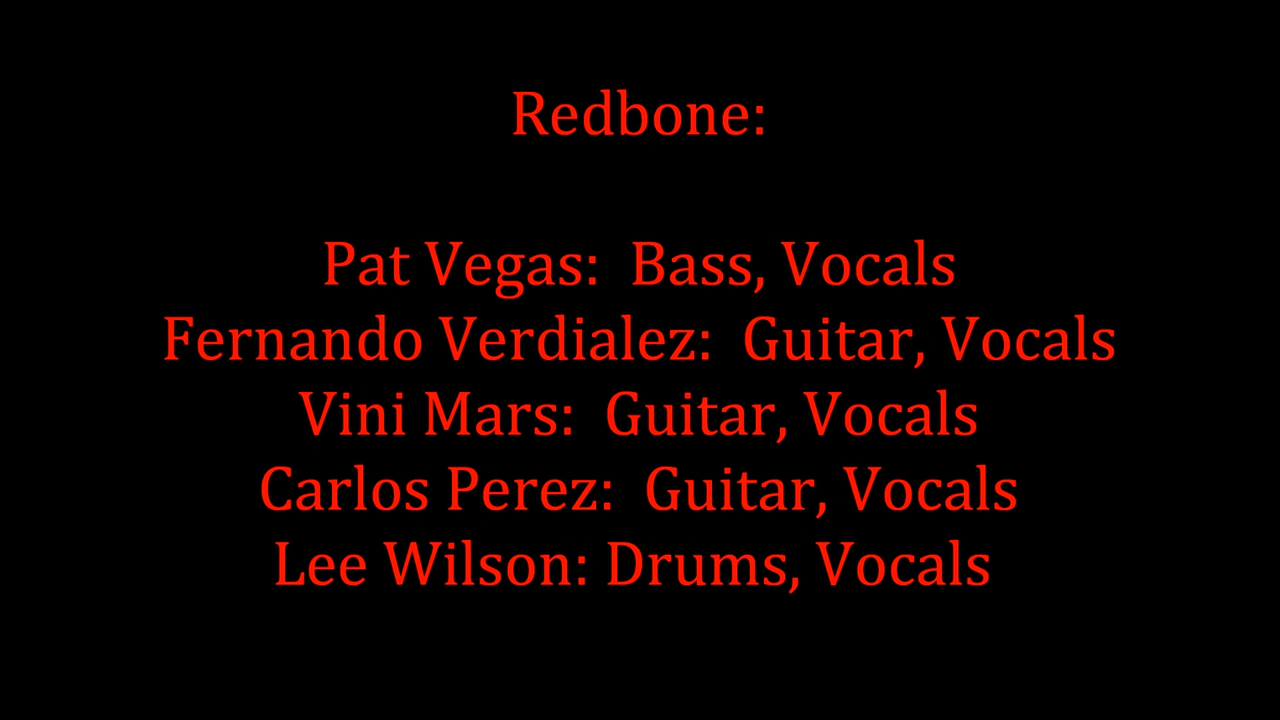 Redbone:
Pat Vegas:  Bass, Vocals
Fernando Verdialez:  Guitar, Vocals
Vini Mars:  Guitar, Vocals
Carlos Perez:  Guitar, Vocals
Lee Wilson: Drums, Vocals